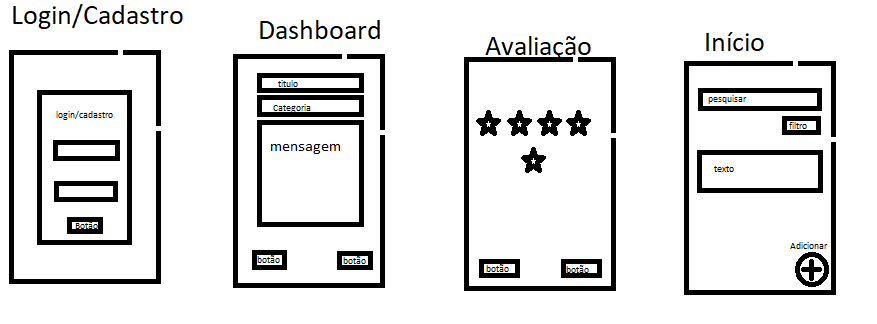 Login/Cadastro
login/cadastro
Botão
Dashboard
titulo
Categoria
mensagem
botão
botão
Avaliação
botão
botão
Início
pesquisar
filtro
texto
Adicionar